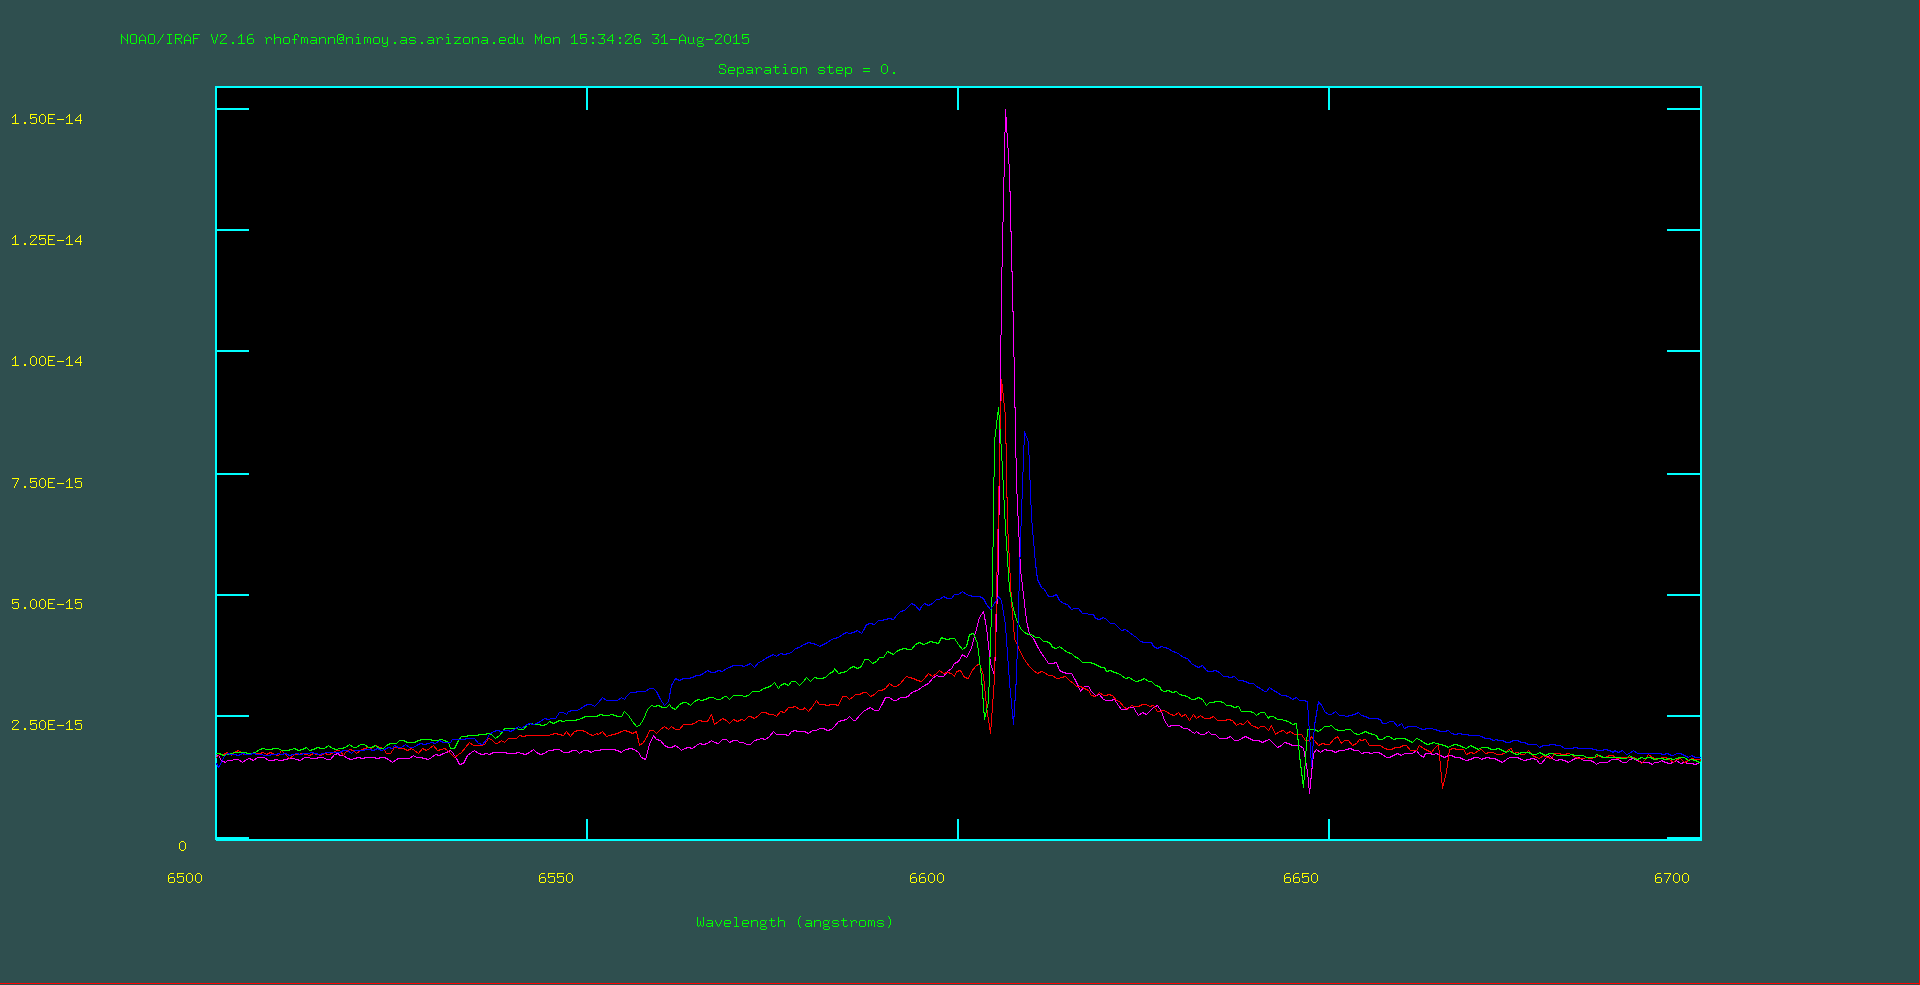 NOAO/IRAF V2.16 rhofmann@nimoy.as.arizona.edu Mon 15:34:26 31-Aug-2015
Separation step = 0.
1.50E-14
1.25E-14
1.00E-14
7.50E-15
5.00E-15
2.50E-15
0
6500 6550 6600 6650 6700
Wavelength (angstroms)